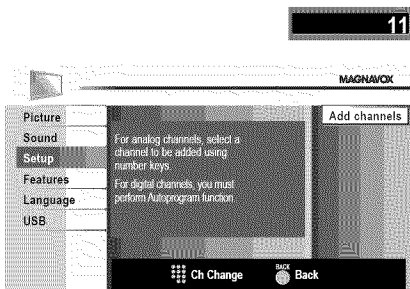 11
MAGNAVOX
Picture
Sound
Setup
Features
Language
USB
For analog channels, select a
channel to be added using
number keys.
For digital channels, you must
perform Autoprogram function
Add channels
Ch Change
BACK
Back